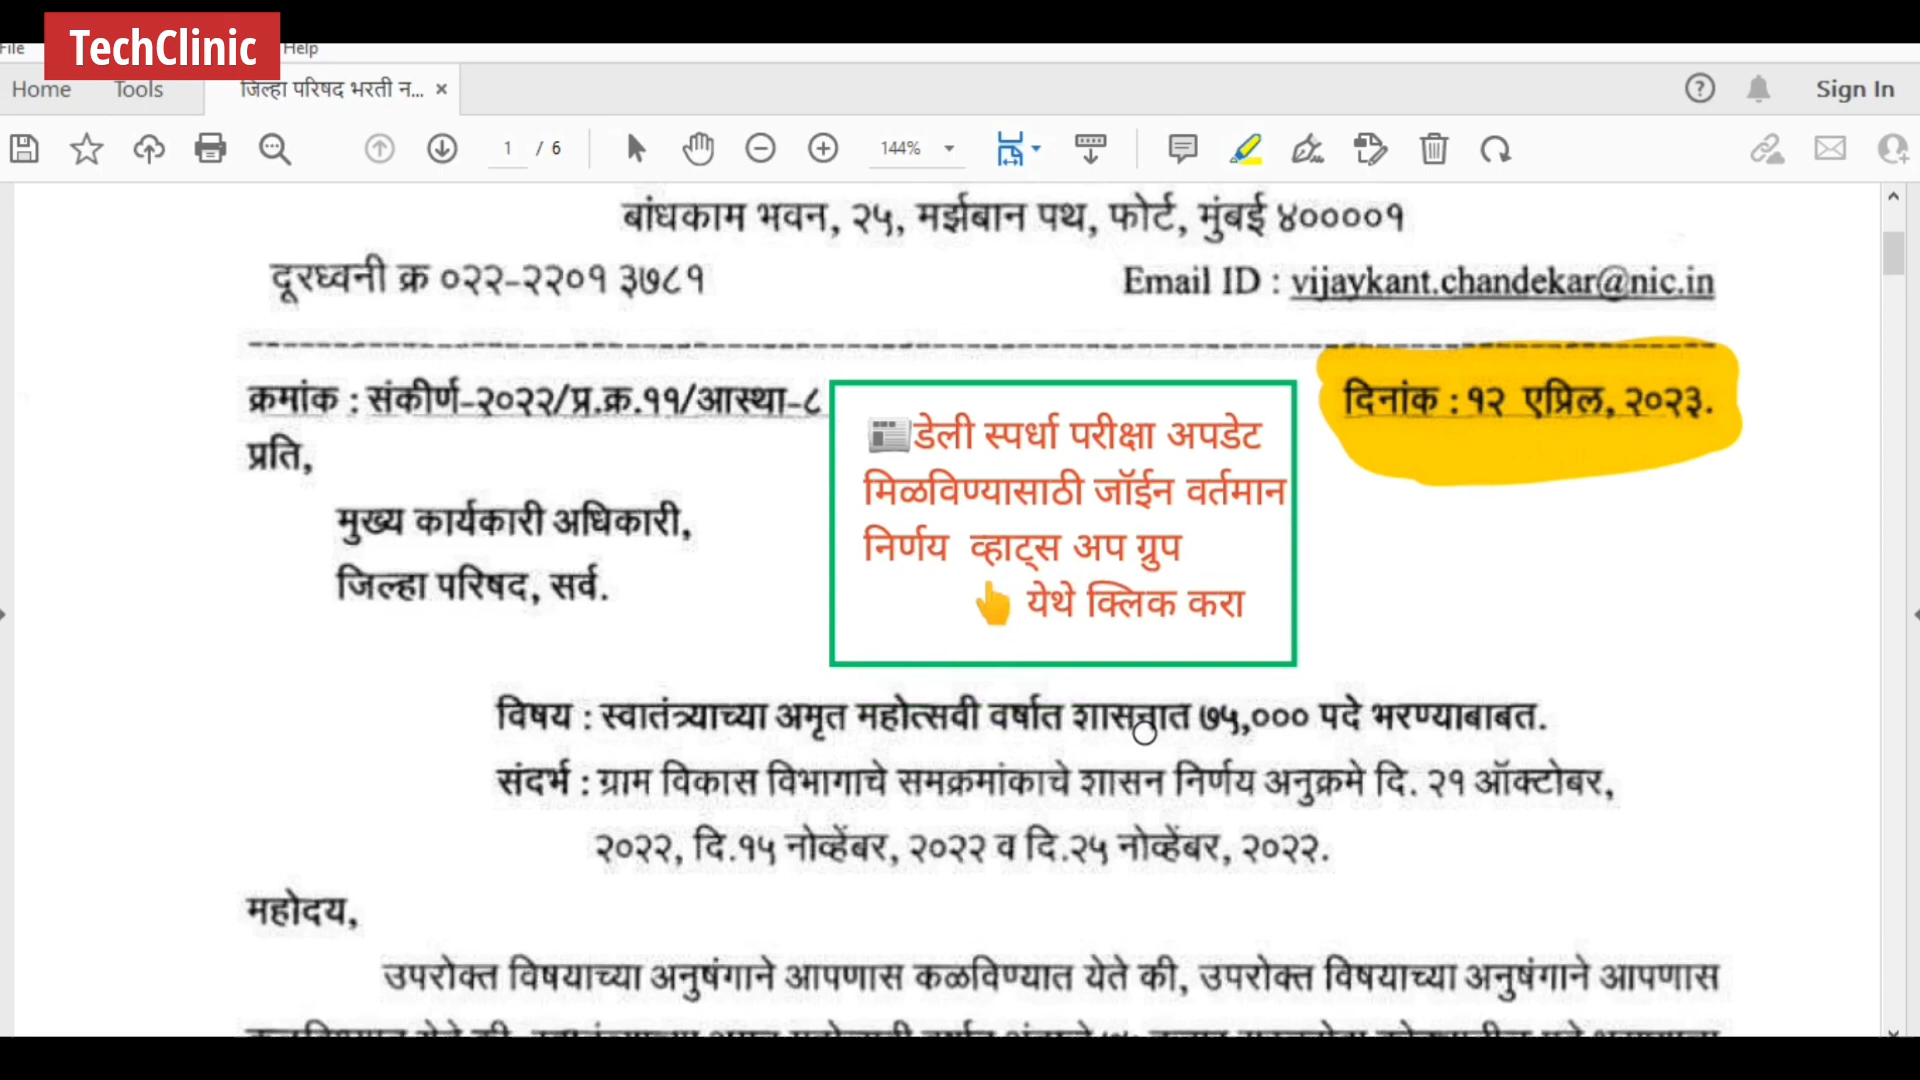 TechClinic
File
Help
Home
Tools
जिल्हा परिषद भरती न... ×
Sign In
1 / 6
144%
बांधकाम भवन, २५, मर्झबान पथ, फोर्ट, मुंबई ४००००१
दूरध्वनी क्र ०२२-२२०१ ३७८१
Email ID : vijaykant.chandekar@nic.in
क्रमांक : संकीर्ण-२०२२/प्र.क्र.११/आस्था-८
दिनांक : १२ एप्रिल, २०२३.
प्रति,
मुख्य कार्यकारी अधिकारी,
जिल्हा परिषद, सर्व.
📰डेली स्पर्धा परीक्षा अपडेट
मिळविण्यासाठी जॉईन वर्तमान
निर्णय व्हाट्स अप ग्रुप
👆 येथे क्लिक करा
विषय : स्वातंत्र्याच्या अमृत महोत्सवी वर्षात शासनात ७५,००० पदे भरण्याबाबत.
संदर्भ : ग्राम विकास विभागाचे समक्रमांकाचे शासन निर्णय अनुक्रमे दि. २१ ऑक्टोबर,
२०२२, दि.१५ नोव्हेंबर, २०२२ व दि.२५ नोव्हेंबर, २०२२.
महोदय,
उपरोक्त विषयाच्या अनुषंगाने आपणास कळविण्यात येते की, उपरोक्त विषयाच्या अनुषंगाने आपणास